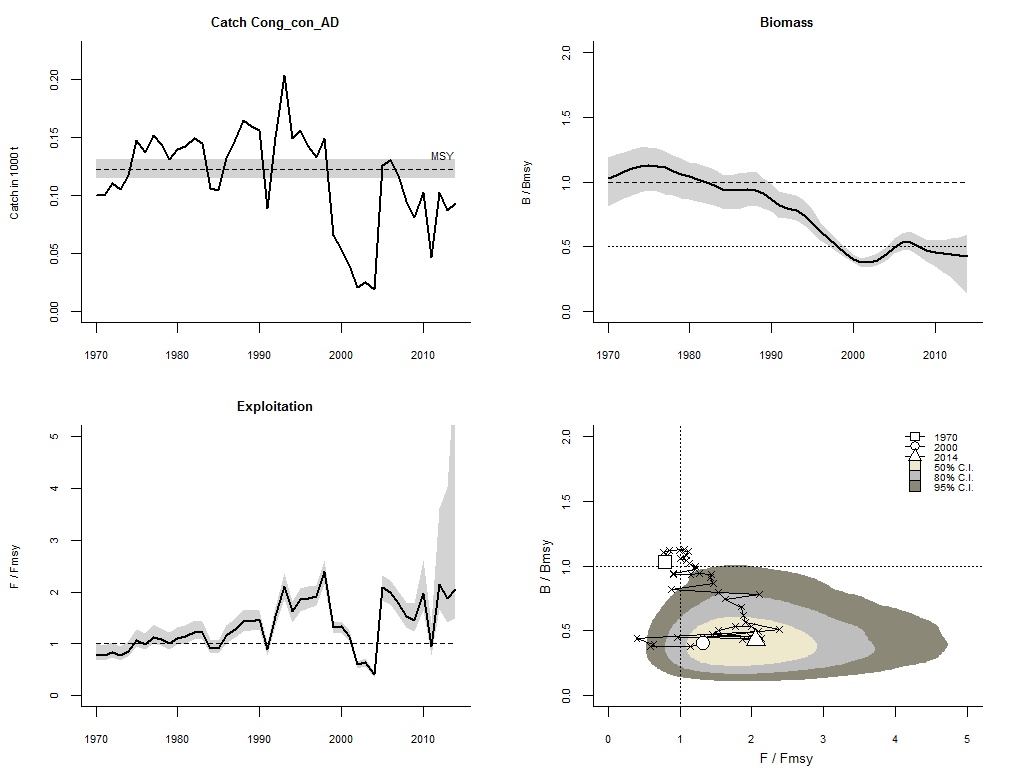 Catch Cong_con_AD
Catch in 1000 t
0.20
0.15
0.10
0.05
0.00
MSY
1970 1980 1990 2000 2010
Biomass
B / Bmsy
2.0
1.5
1.0
0.5
0.0
1970 1980 1990 2000 2010
Exploitation
F / Fmsy
5
4
3
2
1
0
1970 1980 1990 2000 2010
B / Bmsy
2.0
1.5
1.0
0.5
0.0
1970
2000
2014
50% C.I.
80% C.I.
95% C.I.
0 1 2 3 4 5
F / Fmsy